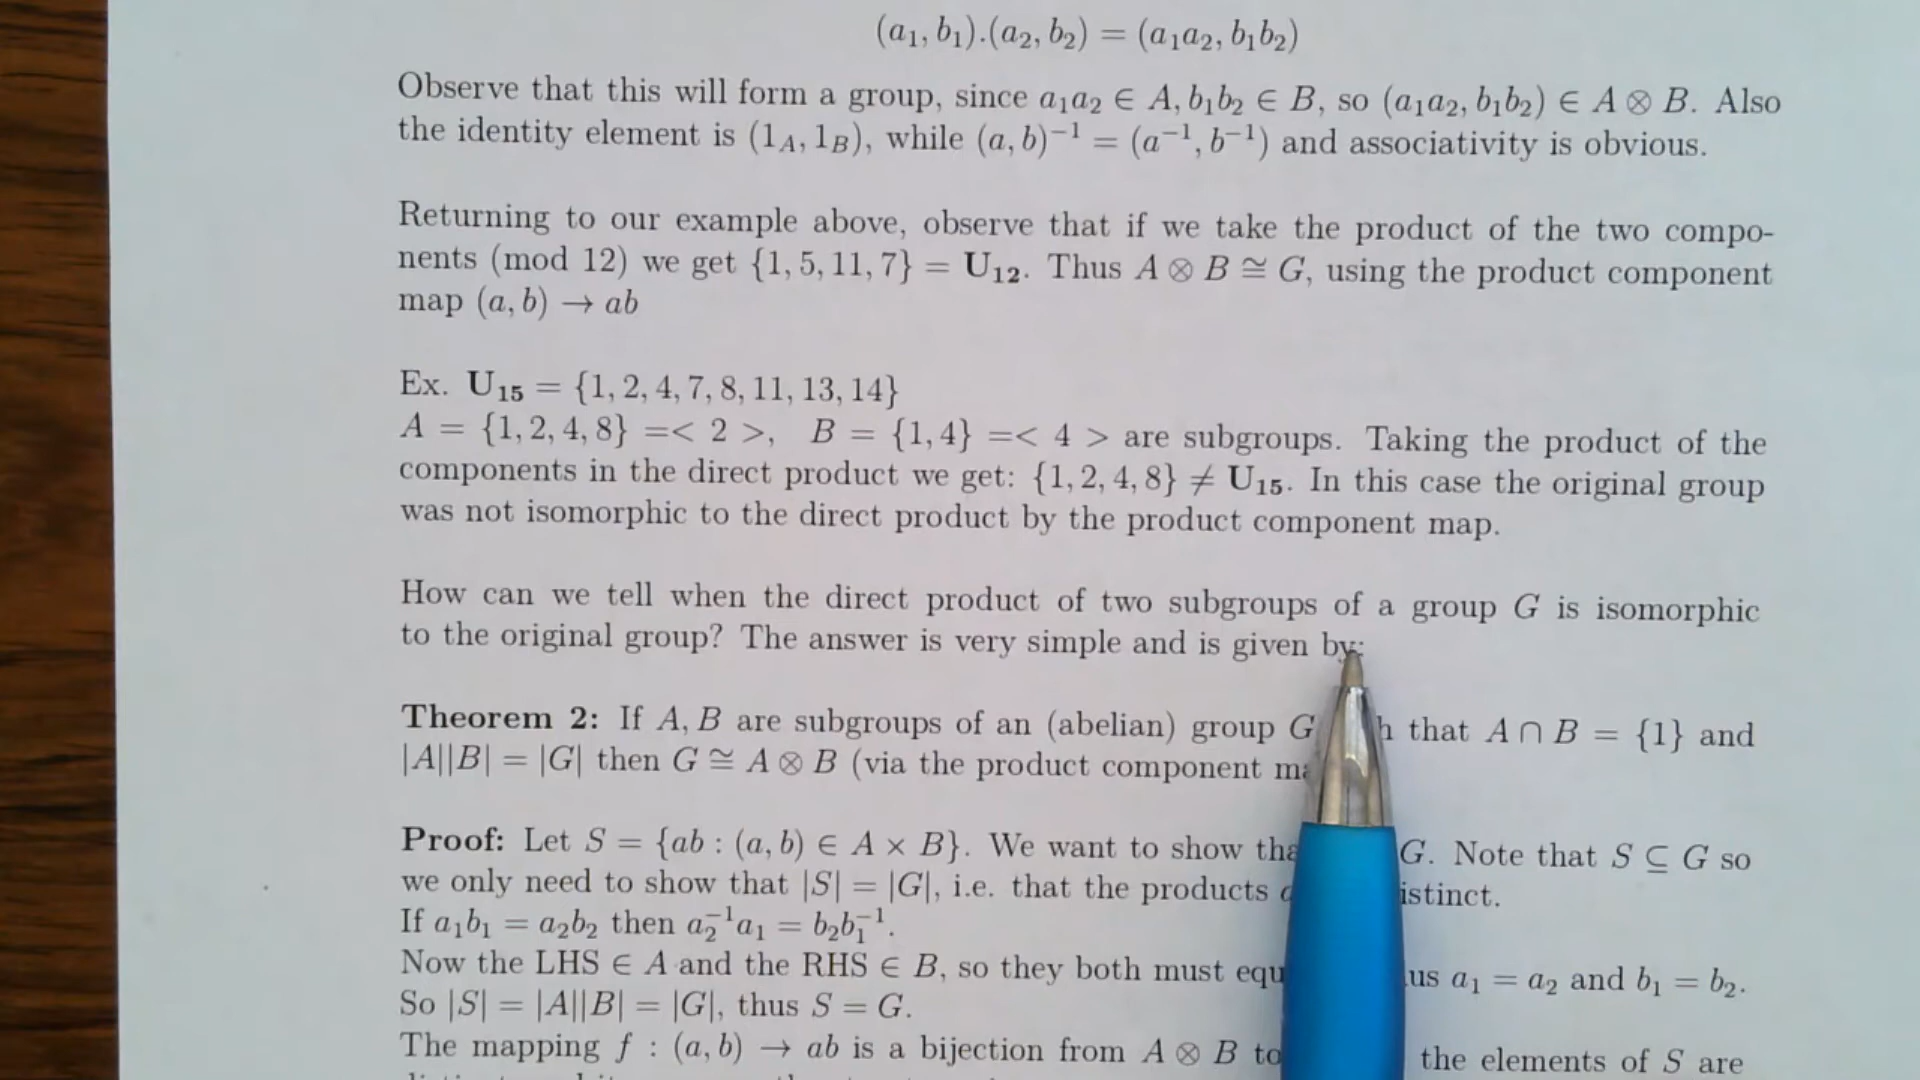 (a₁, b₁).(a₂, b₂) = (a₁a₂, b₁b₂)
Observe that this will form a group, since a₁a₂ ∈ A, b₁b₂ ∈ B, so (a₁a₂, b₁b₂) ∈ A ⊗ B. Also
the identity element is (1_A, 1_B), while (a, b)⁻¹ = (a⁻¹, b⁻¹) and associativity is obvious.
Returning to our example above, observe that if we take the product of the two compo-
nents (mod 12) we get {1, 5, 11, 7} = U₁₂. Thus A ⊗ B ≅ G, using the product component
map (a, b) → ab
Ex. U₁₅ = {1, 2, 4, 7, 8, 11, 13, 14}
A = {1, 2, 4, 8} =< 2 >, B = {1, 4} =< 4 > are subgroups. Taking the product of the
components in the direct product we get: {1, 2, 4, 8} ≠ U₁₅. In this case the original group
was not isomorphic to the direct product by the product component map.
How can we tell when the direct product of two subgroups of a group G is isomorphic
to the original group? The answer is very simple and is given by:
Theorem 2: If A, B are subgroups of an (abelian) group G that A ∩ B = {1} and
|A||B| = |G| then G ≅ A ⊗ B (via the product component
Proof: Let S = {ab : (a, b) ∈ A × B}. We want to show G. Note that S ⊆ G so
we only need to show that |S| = |G|, i.e. that the products
If a₁b₁ = a₂b₂ then a₂⁻¹a₁ = b₂b₁⁻¹.
Now the LHS ∈ A and the RHS ∈ B, so they both must a₁ = a₂ and b₁ = b₂.
So |S| = |A||B| = |G|, thus S = G.
The mapping f : (a, b) → ab is a bijection from A ⊗ B to the elements of S are